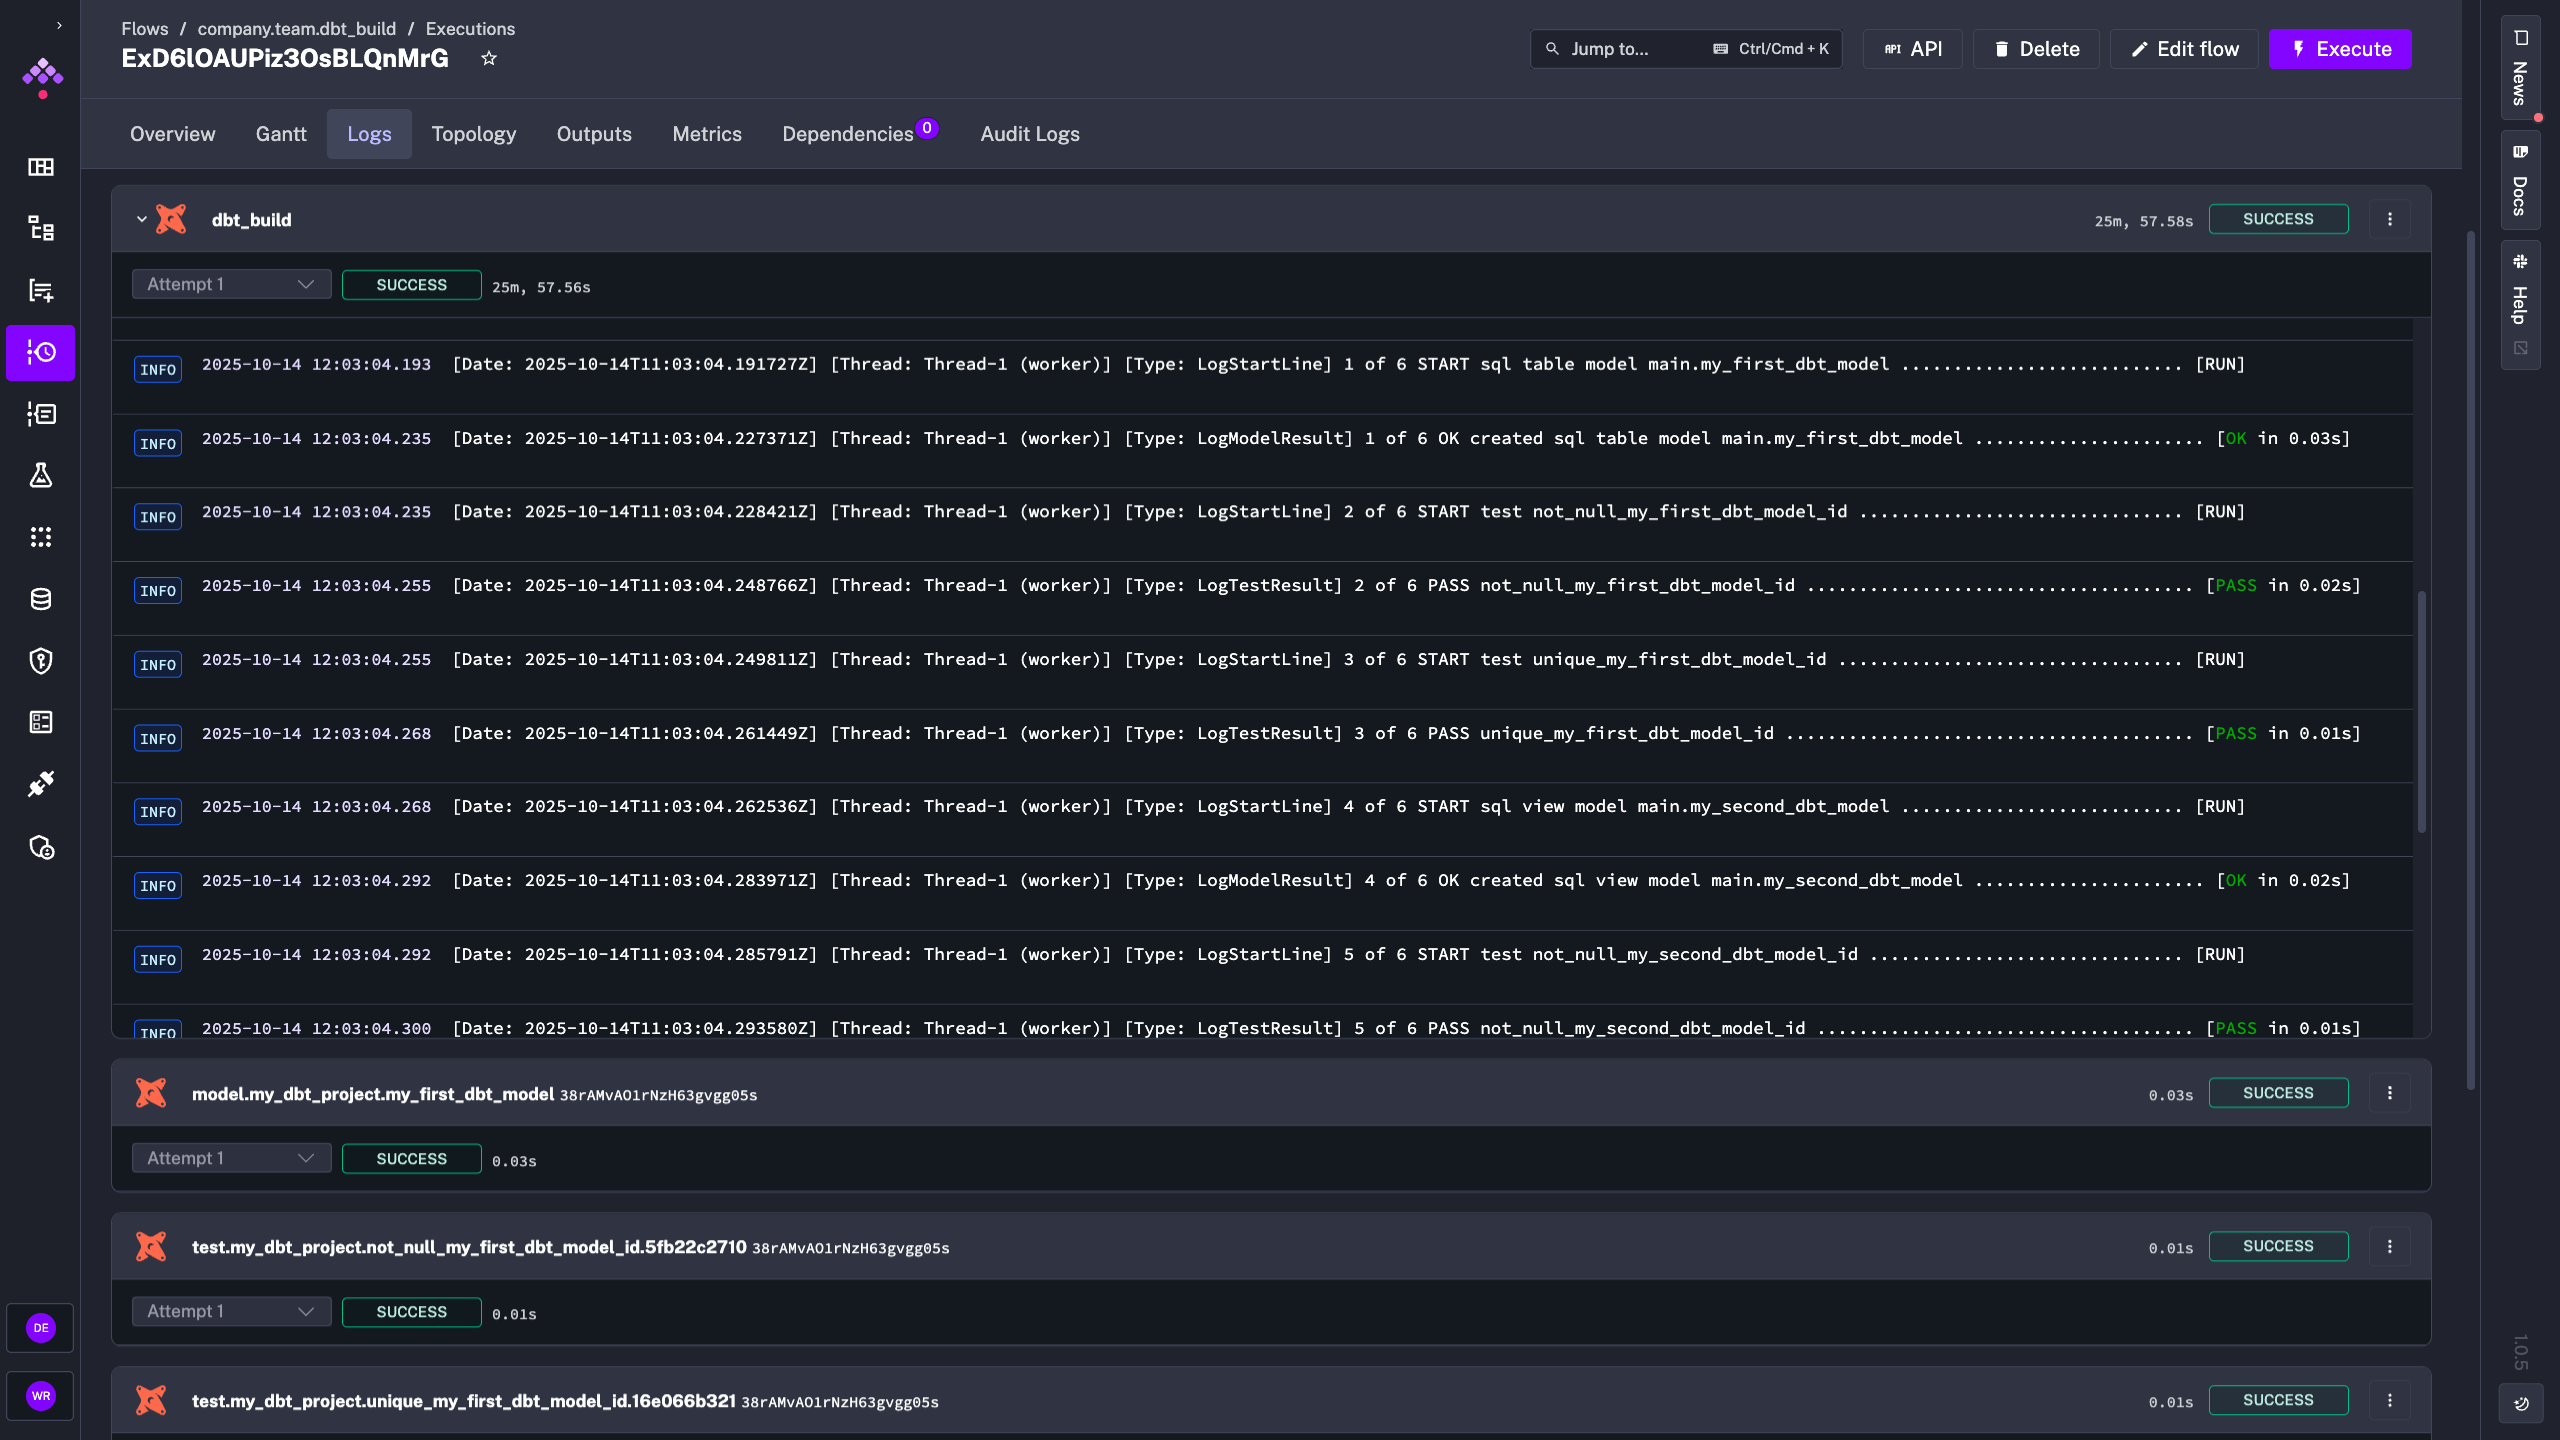 Flows / company.team.dbt_build / Executions
ExD6lOAUPiz3OsBLQnMrG
Jump to... Ctrl/Cmd + K
API API
Delete
Edit flow
Execute
Overview Gantt Logs Topology Outputs Metrics Dependencies 0 Audit Logs
dbt_build 25m, 57.58s SUCCESS
Attempt 1 SUCCESS 25m, 57.56s
INFO 2025-10-14 12:03:04.193 [Date: 2025-10-14T11:03:04.191727Z] [Thread: Thread-1 (worker)] [Type: LogStartLine] 1 of 6 START sql table model main.my_first_dbt_model ........................... [RUN]
INFO 2025-10-14 12:03:04.235 [Date: 2025-10-14T11:03:04.227371Z] [Thread: Thread-1 (worker)] [Type: LogModelResult] 1 of 6 OK created sql table model main.my_first_dbt_model ...................... [OK in 0.03s]
INFO 2025-10-14 12:03:04.235 [Date: 2025-10-14T11:03:04.228421Z] [Thread: Thread-1 (worker)] [Type: LogStartLine] 2 of 6 START test not_null_my_first_dbt_model_id ............................... [RUN]
INFO 2025-10-14 12:03:04.255 [Date: 2025-10-14T11:03:04.248766Z] [Thread: Thread-1 (worker)] [Type: LogTestResult] 2 of 6 PASS not_null_my_first_dbt_model_id ..................................... [PASS in 0.02s]
INFO 2025-10-14 12:03:04.255 [Date: 2025-10-14T11:03:04.249811Z] [Thread: Thread-1 (worker)] [Type: LogStartLine] 3 of 6 START test unique_my_first_dbt_model_id ................................. [RUN]
INFO 2025-10-14 12:03:04.268 [Date: 2025-10-14T11:03:04.261449Z] [Thread: Thread-1 (worker)] [Type: LogTestResult] 3 of 6 PASS unique_my_first_dbt_model_id ....................................... [PASS in 0.01s]
INFO 2025-10-14 12:03:04.268 [Date: 2025-10-14T11:03:04.262536Z] [Thread: Thread-1 (worker)] [Type: LogStartLine] 4 of 6 START sql view model main.my_second_dbt_model ........................... [RUN]
INFO 2025-10-14 12:03:04.292 [Date: 2025-10-14T11:03:04.283971Z] [Thread: Thread-1 (worker)] [Type: LogModelResult] 4 of 6 OK created sql view model main.my_second_dbt_model ...................... [OK in 0.02s]
INFO 2025-10-14 12:03:04.292 [Date: 2025-10-14T11:03:04.285791Z] [Thread: Thread-1 (worker)] [Type: LogStartLine] 5 of 6 START test not_null_my_second_dbt_model_id .............................. [RUN]
INFO 2025-10-14 12:03:04.300 [Date: 2025-10-14T11:03:04.293580Z] [Thread: Thread-1 (worker)] [Type: LogTestResult] 5 of 6 PASS not_null_my_second_dbt_model_id .................................... [PASS in 0.01s]
model.my_dbt_project.my_first_dbt_model 38rAMvAO1rNzH63gvgg05s 0.03s SUCCESS
Attempt 1 SUCCESS 0.03s
test.my_dbt_project.not_null_my_first_dbt_model_id.5fb22c2710 38rAMvAO1rNzH63gvgg05s 0.01s SUCCESS
Attempt 1 SUCCESS 0.01s
test.my_dbt_project.unique_my_first_dbt_model_id.16e066b321 38rAMvAO1rNzH63gvgg05s 0.01s SUCCESS
DE
WR
News
Docs
Help
1.0.5